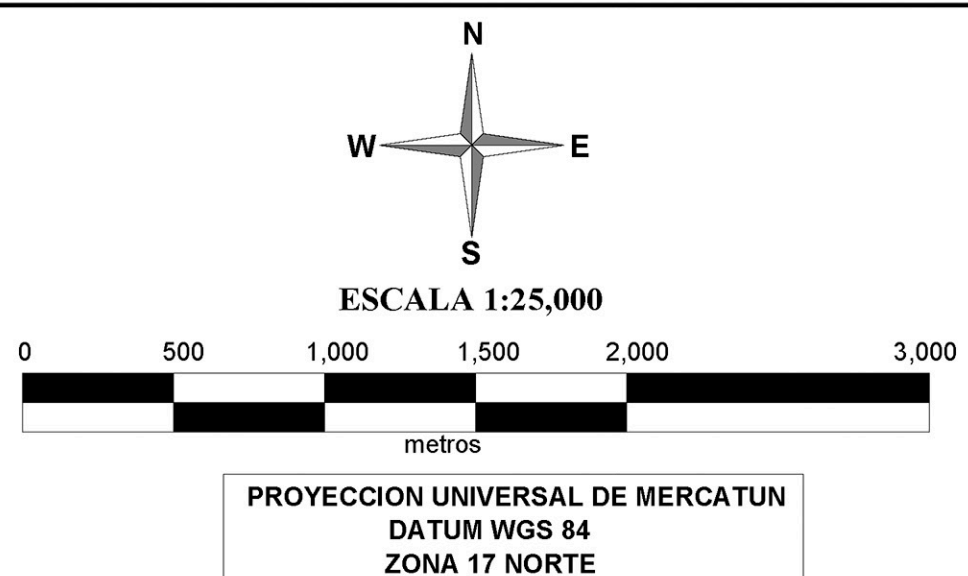 N
W E
S
ESCALA 1:25,000
0 500 1,000 1,500 2,000 3,000
metros
PROYECCION UNIVERSAL DE MERCATUN
DATUM WGS 84
ZONA 17 NORTE